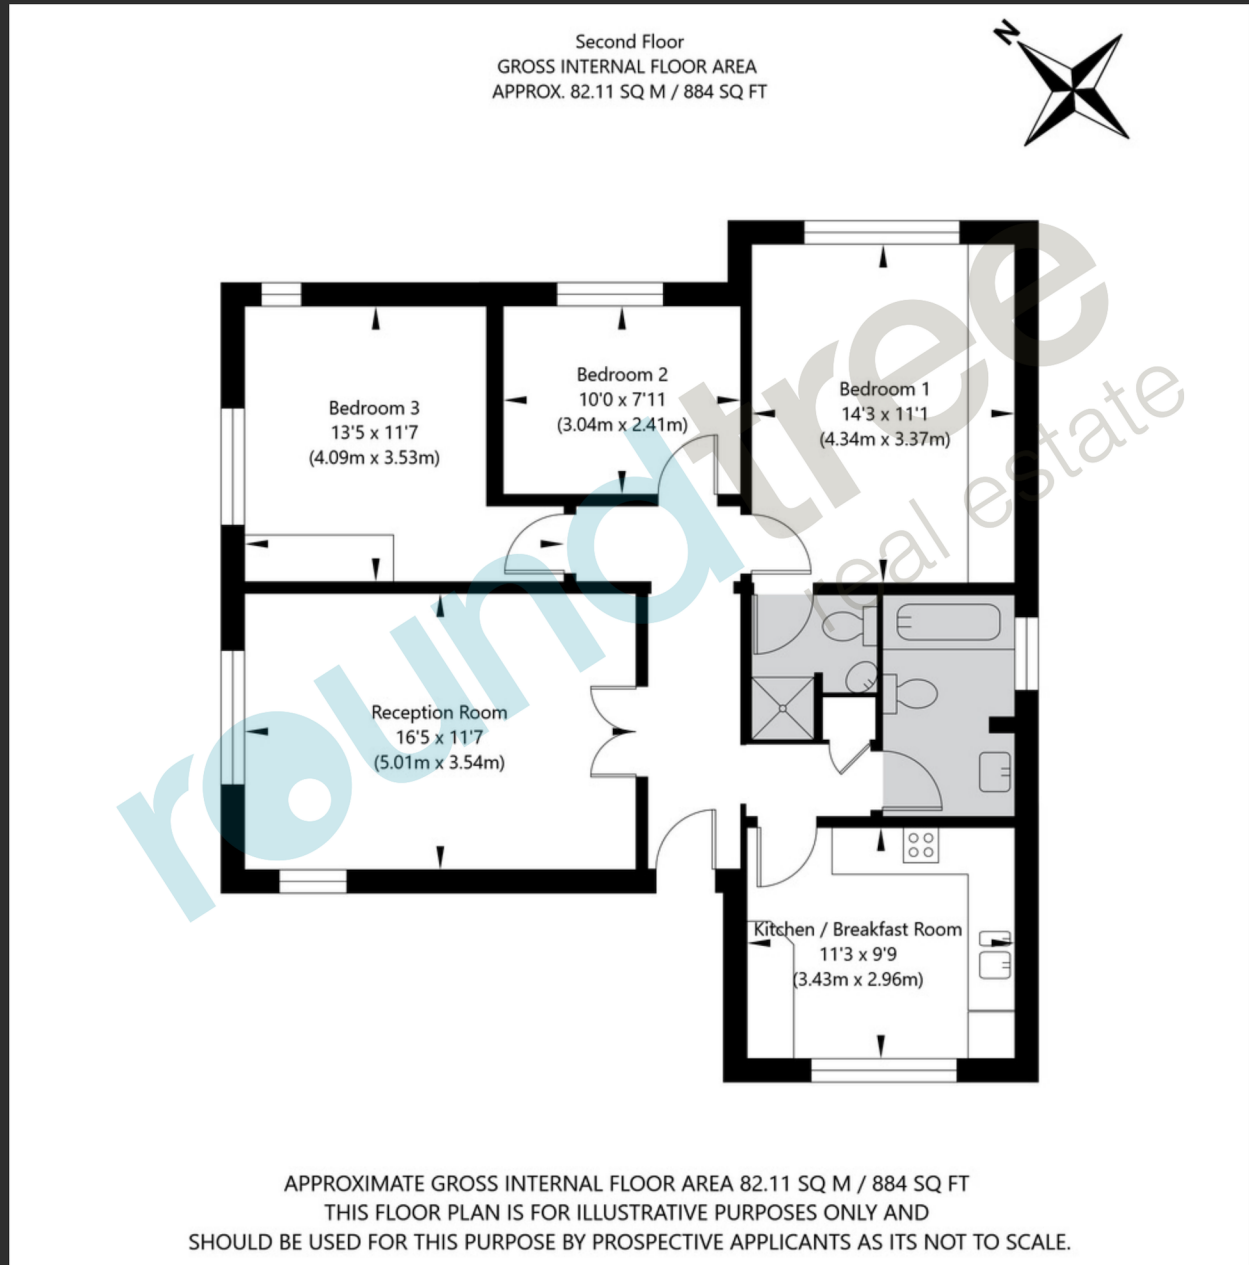 Second Floor
GROSS INTERNAL FLOOR AREA
APPROX. 82.11 SQ M / 884 SQ FT
N
Bedroom 3
13'5 x 11'7
(4.09m x 3.53m)
Bedroom 2
10'0 x 7'11
(3.04m x 2.41m)
Bedroom 1
14'3 x 11'1
(4.34m x 3.37m)
Reception Room
16'5 x 11'7
(5.01m x 3.54m)
Kitchen / Breakfast Room
11'3 x 9'9
(3.43m x 2.96m)
roundtree
real estate
APPROXIMATE GROSS INTERNAL FLOOR AREA 82.11 SQ M / 884 SQ FT
THIS FLOOR PLAN IS FOR ILLUSTRATIVE PURPOSES ONLY AND
SHOULD BE USED FOR THIS PURPOSE BY PROSPECTIVE APPLICANTS AS ITS NOT TO SCALE.